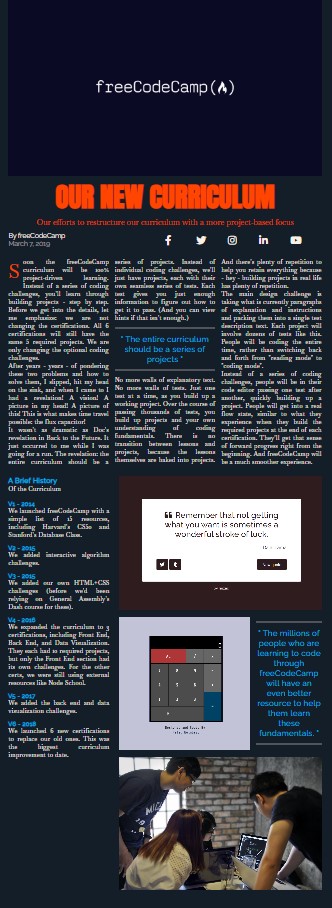 freeCodeCamp(🔥)
OUR NEW CURRICULUM
Our efforts to restructure our curriculum with a more project-based focus
By freeCodeCamp
March 7, 2019
Soon the freeCodeCamp
curriculum will be 100%
project-driven learning.
Instead of a series of coding
challenges, you'll learn through
building projects - step by step.
Before we get into the details, let
me emphasize: we are not
changing the certifications. All 6
certifications will still have the
same 5 required projects. We are
only changing the optional coding
challenges.
After years - years - of pondering
these two problems and how to
solve them, I slipped, hit my head
on the sink, and when I came to I
had a revelation! A vision! A
picture in my head! A picture of
this! This is what makes time travel
possible: the flux capacitor!
It wasn't as dramatic as Doc's
revelation in Back to the Future. It
just occurred to me while I was
going for a run. The revelation: the
entire curriculum should be a
series of projects. Instead of
individual coding challenges, we'll
just have projects, each with their
own seamless series of tests. Each
test gives you just enough
information to figure out how to
get it to pass. (And you can view
hints if that isn't enough.)
" The entire curriculum
should be a series of
projects "
No more walls of explanatory text.
No more walls of tests. Just one
test at a time, as you build up a
working project. Over the course of
passing thousands of tests, you
build up projects and your own
understanding of coding
fundamentals. There is no
transition between lessons and
projects, because the lessons
themselves are baked into projects.
And there's plenty of repetition to
help you retain everything because
- hey - building projects in real life
has plenty of repetition.
The main design challenge is
taking what is currently paragraphs
of explanation and instructions
and packing them into a single test
description text. Each project will
involve dozens of tests like this.
People will be coding the entire
time, rather than switching back
and forth from "reading mode" to
"coding mode".
Instead of a series of coding
challenges, people will be in their
code editor passing one test after
another, quickly building up a
project. People will get into a real
flow state, similar to what they
experience when they build the
required projects at the end of each
certification. They'll get that sense
of forward progress right from the
beginning. And freeCodeCamp will
be a much smoother experience.
A Brief History
Of the Curriculum
V1 - 2014
We launched freeCodeCamp with a
simple list of 15 resources,
including Harvard's CS50 and
Stanford's Database Class.
V2 - 2015
We added interactive algorithm
challenges.
V3 - 2015
We added our own HTML+CSS
challenges (before we'd been
relying on General Assembly's
Dash course for these).
V4 - 2016
We expanded the curriculum to 3
certifications, including Front End,
Back End, and Data Visualization.
They each had 10 required projects,
but only the Front End section had
its own challenges. For the other
certs, we were still using external
resources like Node School.
V5 - 2017
We added the back end and data
visualization challenges.
V6 - 2018
We launched 6 new certifications
to replace our old ones. This was
the biggest curriculum
improvement to date.
❝ Remember that not getting
what you want is sometimes a
wonderful stroke of luck.
" The millions of
people who are
learning to code
through
freeCodeCamp
will have an
even better
resource to help
them learn
these
fundamentals. "